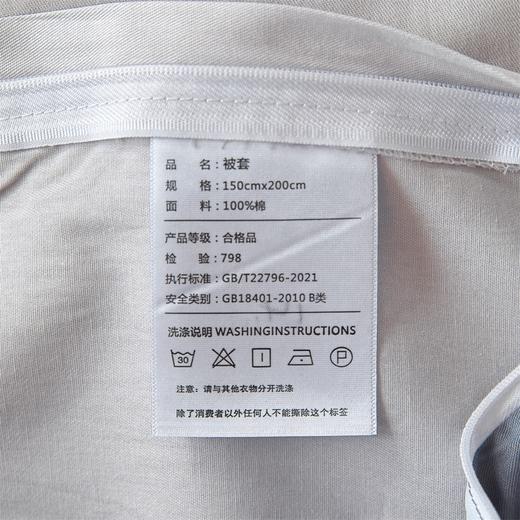 品 名：被套
规 格：150cmx200cm
面 料：100%棉
产品等级：合格品
检 验：798
执行标准：GB/T22796-2021
安全类别：GB18401-2010 B类
洗涤说明 WASHINGINSTRUCTIONS
30 P
注意：请与其他衣物分开洗涤
除了消费者以外任何人不能撕除这个标签